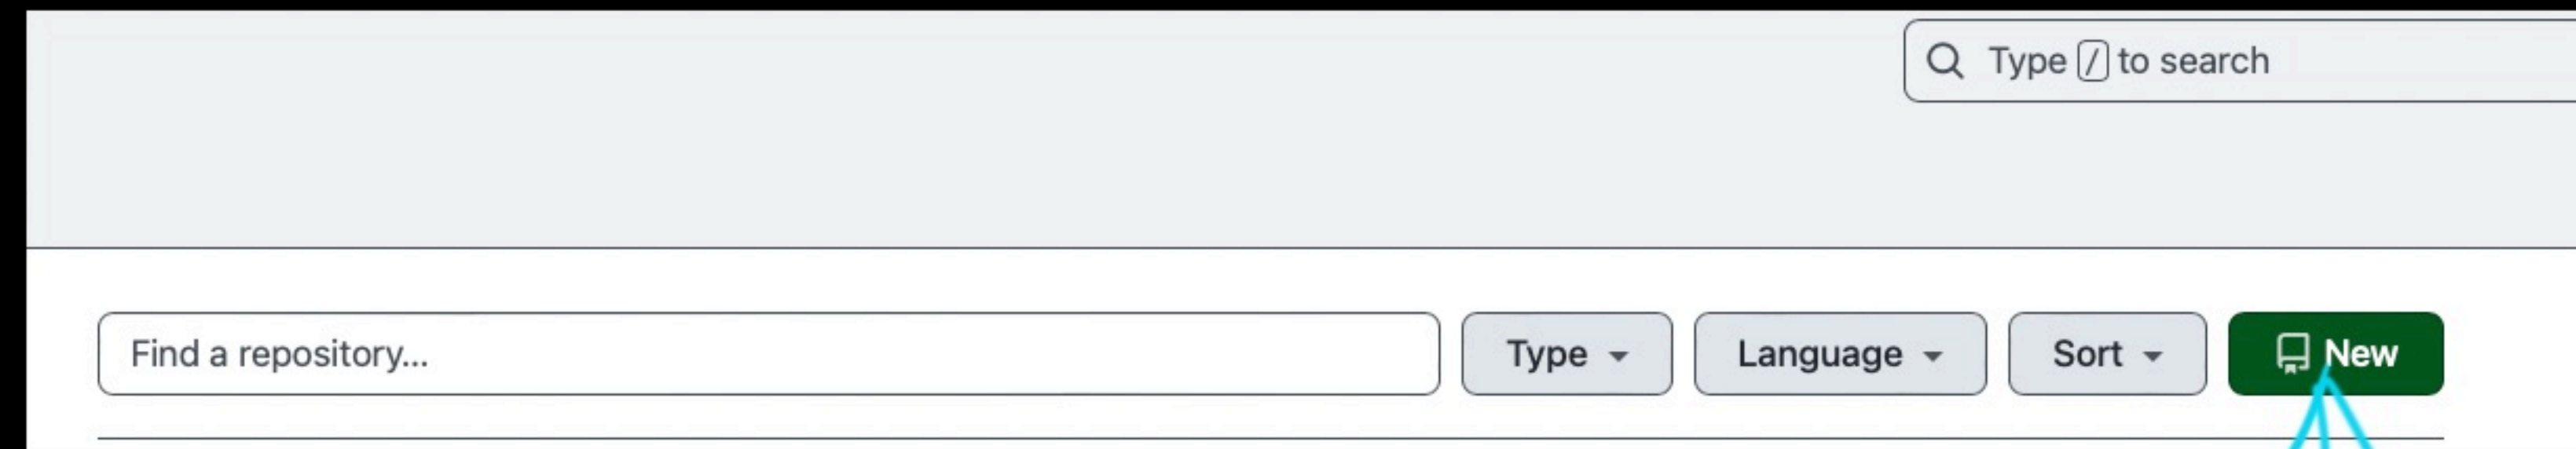 Type / to search
Find a repository...
Type
Language
Sort
New